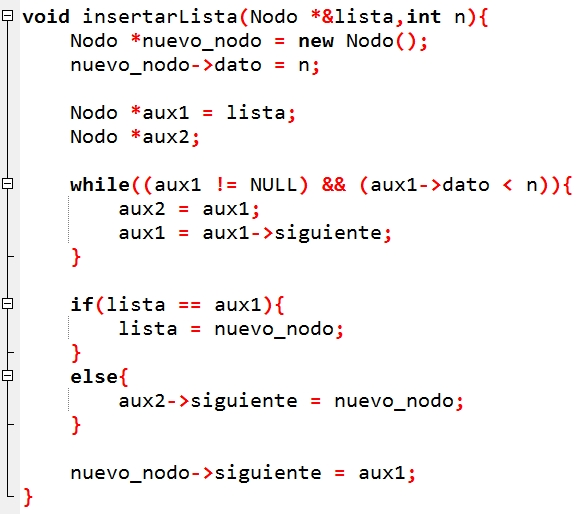 void insertarLista(Nodo *&lista,int n){
    Nodo *nuevo_nodo = new Nodo();
    nuevo_nodo->dato = n;

    Nodo *aux1 = lista;
    Nodo *aux2;

    while((aux1 != NULL) && (aux1->dato < n)){
        aux2 = aux1;
        aux1 = aux1->siguiente;
    }

    if(lista == aux1){
        lista = nuevo_nodo;
    }
    else{
        aux2->siguiente = nuevo_nodo;
    }

    nuevo_nodo->siguiente = aux1;
}